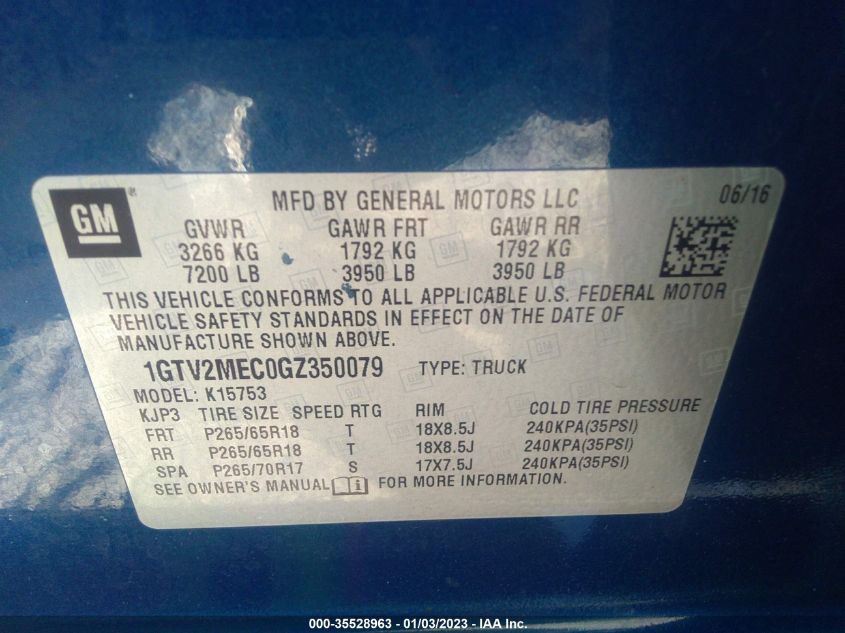 GM
MFD BY GENERAL MOTORS LLC
06/16
GVWR GAWR FRT GAWR RR
3266 KG 1792 KG 1792 KG
7200 LB 3950 LB 3950 LB
THIS VEHICLE CONFORMS TO ALL APPLICABLE U.S. FEDERAL MOTOR
VEHICLE SAFETY STANDARDS IN EFFECT ON THE DATE OF
MANUFACTURE SHOWN ABOVE.
1GTV2MEC0GZ350079 TYPE: TRUCK
MODEL: K15753
KJP3 TIRE SIZE SPEED RTG RIM COLD TIRE PRESSURE
FRT P265/65R18 T 18X8.5J 240KPA(35PSI)
RR P265/65R18 T 18X8.5J 240KPA(35PSI)
SPA P265/70R17 S 17X7.5J 240KPA(35PSI)
SEE OWNER'S MANUAL FOR MORE INFORMATION.
000-35528963 - 01/03/2023 - IAA Inc.